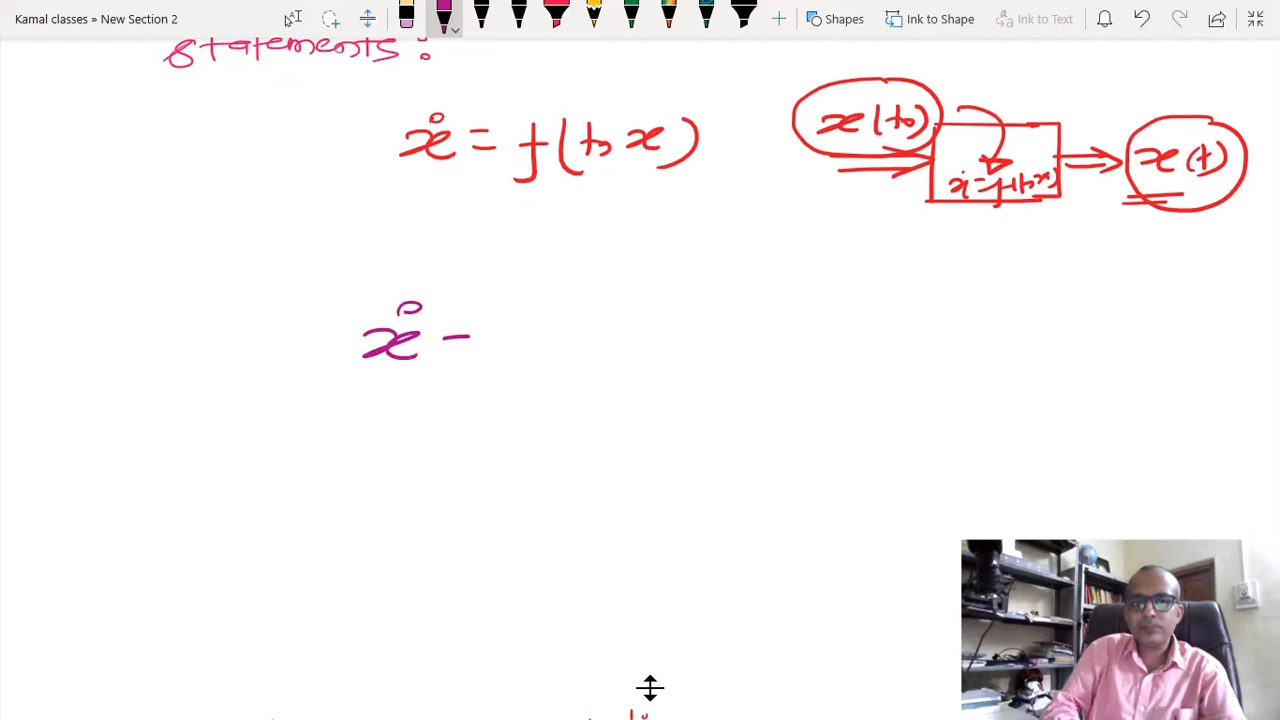 Kamal classes » New Section 2
Shapes
Ink to Shape
Ink to Text
statements:
ẋ = f(t, x)
x(t₀)
ẋ = f(t, x)
x(t)
ẋ -